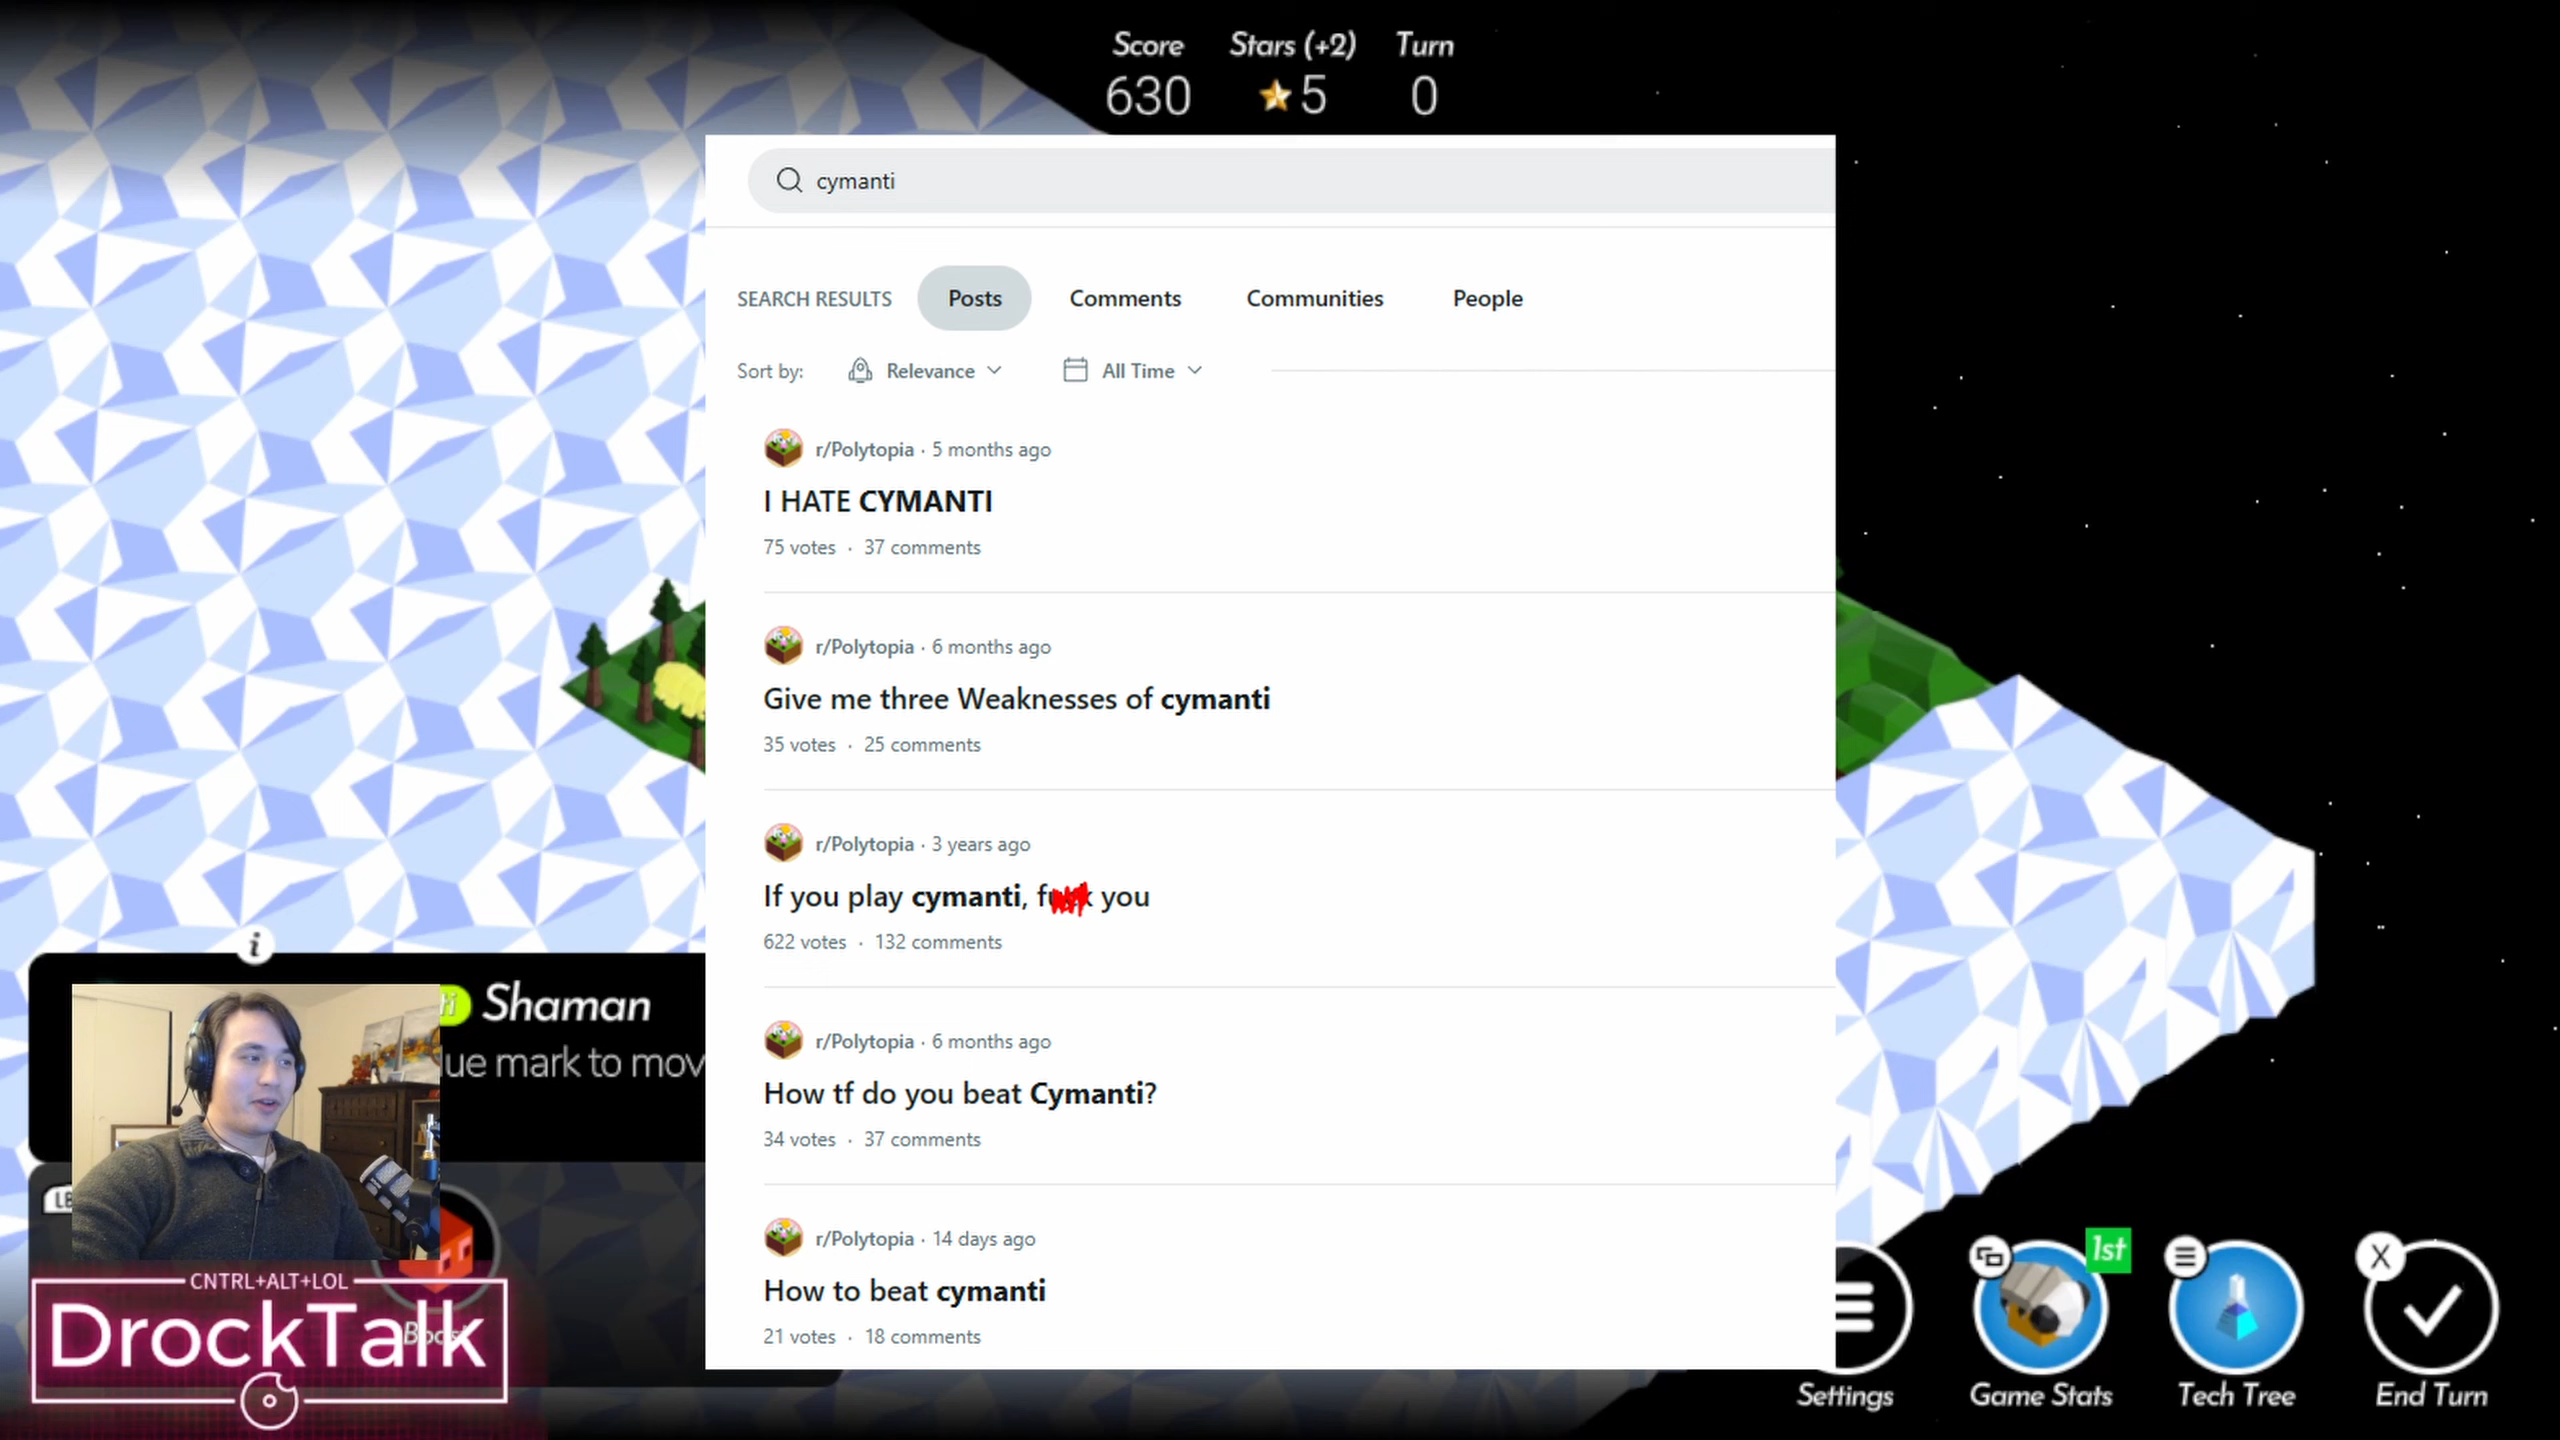 Score Stars (+2) Turn
630 5 0
cymanti
SEARCH RESULTS Posts Comments Communities People
Sort by: Relevance All Time
r/Polytopia · 5 months ago
I HATE CYMANTI
75 votes · 37 comments
r/Polytopia · 6 months ago
Give me three Weaknesses of cymanti
35 votes · 25 comments
r/Polytopia · 3 years ago
If you play cymanti, you
622 votes · 132 comments
r/Polytopia · 6 months ago
How tf do you beat Cymanti?
34 votes · 37 comments
r/Polytopia · 14 days ago
How to beat cymanti
21 votes · 18 comments
i
Shaman
mark to
CNTRL+ALT+LOL
DrockTalk
1st
X
Settings Game Stats Tech Tree End Turn